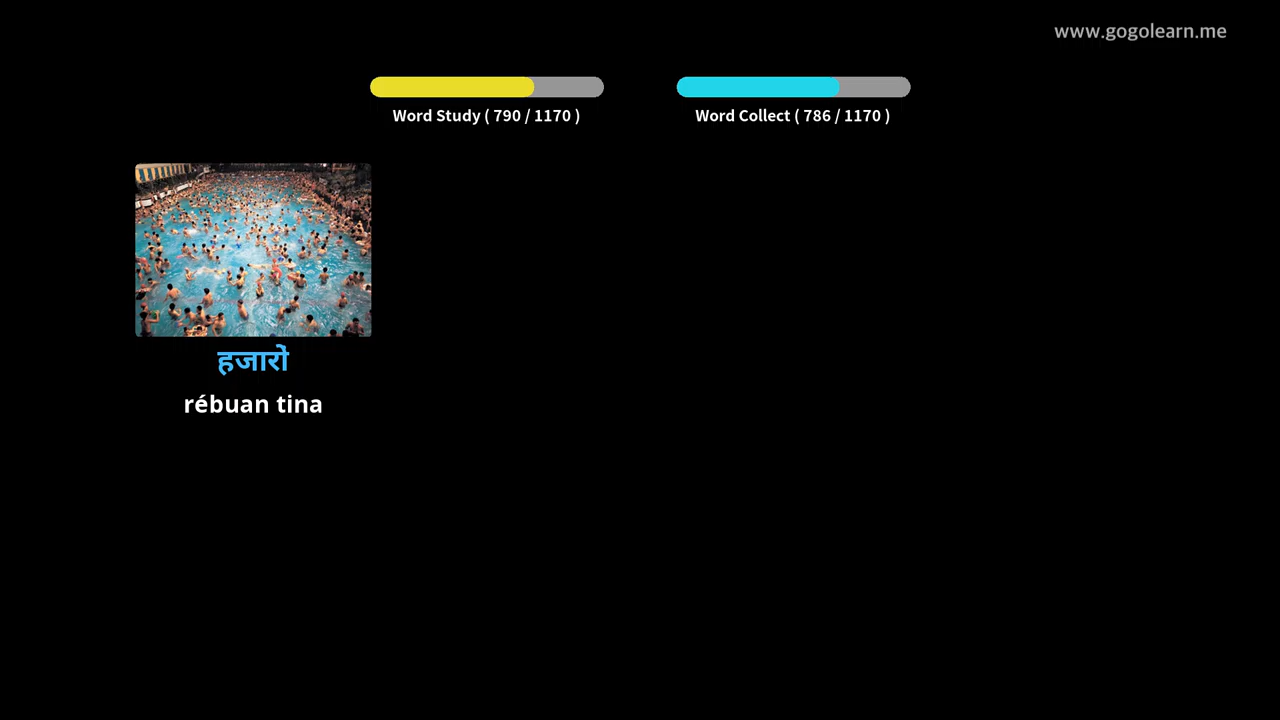 www.gogolearn.me
Word Study ( 790 / 1170 )
Word Collect ( 786 / 1170 )
हजारों
rébuan tina